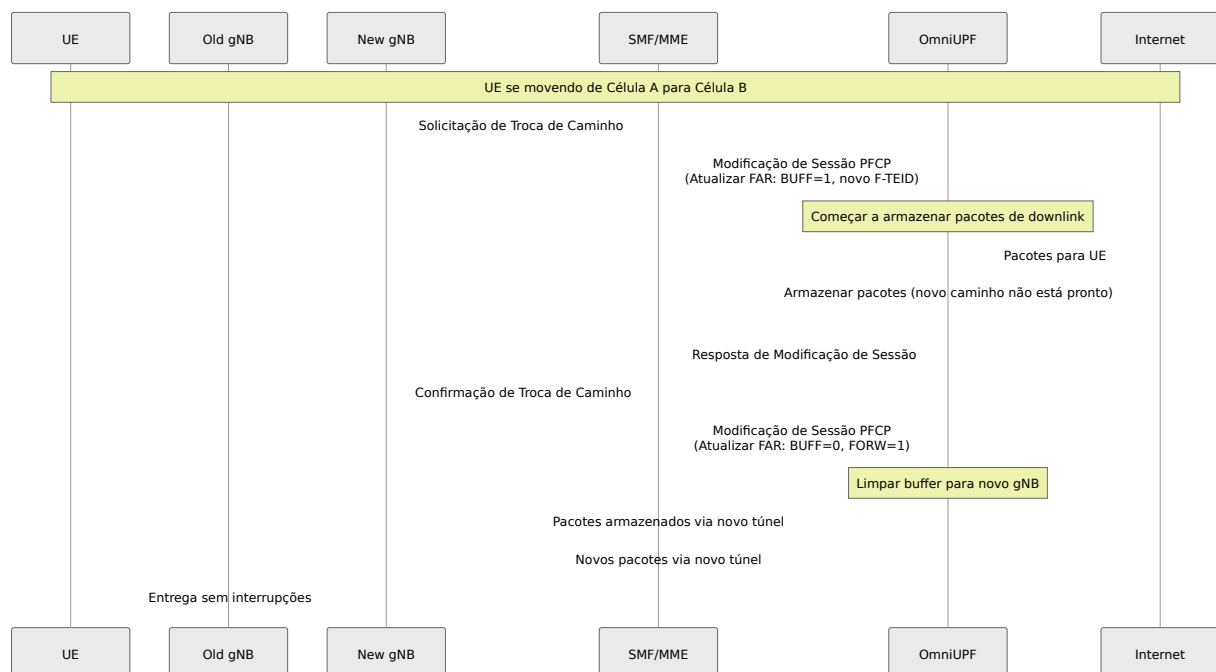 UE
Old gNB
New gNB
SMF/MME
OmniUPF
Internet
UE se movendo de Célula A para Célula B
Solicitação de Troca de Caminho
Modificação de Sessão PFCP
(Atualizar FAR: BUFF=1, novo F-TEID)
Começar a armazenar pacotes de downlink
Pacotes para UE
Armazenar pacotes (novo caminho não está pronto)
Resposta de Modificação de Sessão
Confirmação de Troca de Caminho
Modificação de Sessão PFCP
(Atualizar FAR: BUFF=0, FORW=1)
Limpar buffer para novo gNB
Pacotes armazenados via novo túnel
Novos pacotes via novo túnel
Entrega sem interrupções
UE
Old gNB
New gNB
SMF/MME
OmniUPF
Internet